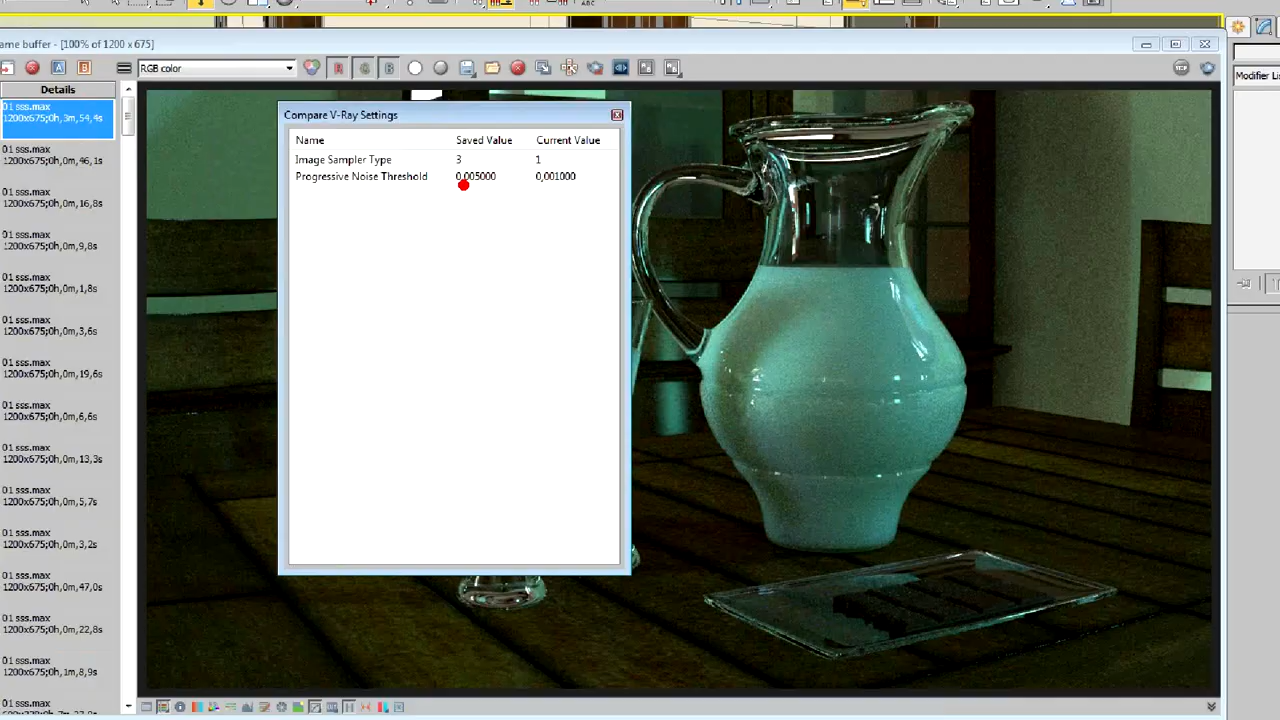 ame buffer - [100% of 1200 x 675]
RGB color
Details
Modifier Lis
01 sss.max
1200x675;0h,3m,54,4s
01 sss.max
1200x675;0h,0m,46,1s
01 sss.max
1200x675;0h,0m,16,8s
01 sss.max
1200x675;0h,0m,9,8s
01 sss.max
1200x675;0h,0m,1,8s
01 sss.max
1200x675;0h,0m,3,6s
01 sss.max
1200x675;0h,0m,19,6s
01 sss.max
1200x675;0h,0m,6,6s
01 sss.max
1200x675;0h,0m,13,3s
01 sss.max
1200x675;0h,0m,5,7s
01 sss.max
1200x675;0h,0m,3,2s
01 sss.max
1200x675;0h,0m,47,0s
01 sss.max
1200x675;0h,0m,22,8s
01 sss.max
1200x675;0h,1m,8,9s
01 sss.max
Compare V-Ray Settings
Name Saved Value Current Value
Image Sampler Type 3 1
Progressive Noise Threshold 0,005000 0,001000